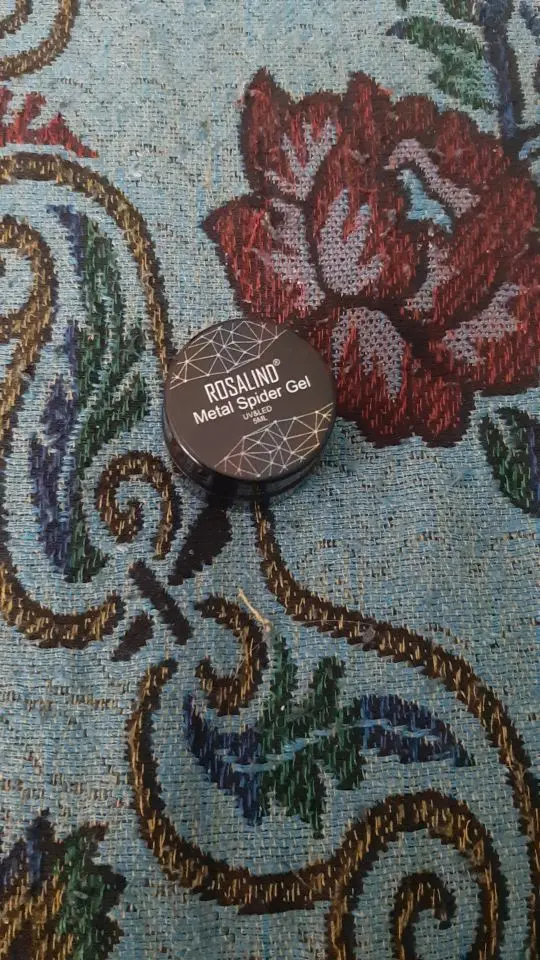 ROSALIND®
Metal Spider Gel
UV&LED
5ML